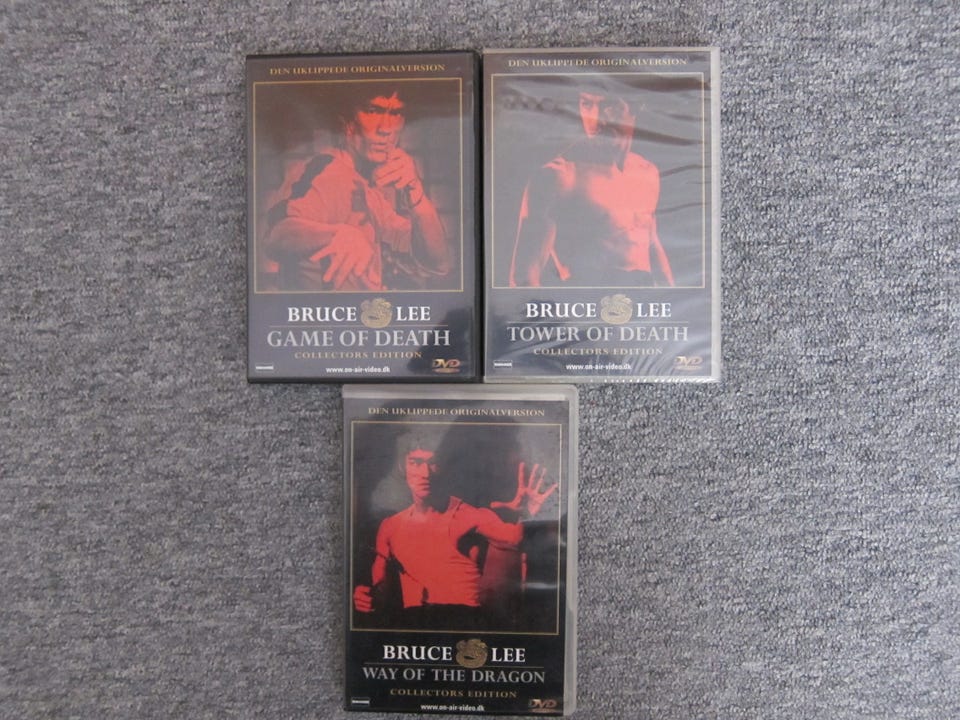 DEN UKLIPPEDE ORIGINALVERSION
BRUCE LEE
GAME OF DEATH
COLLECTORS EDITION
DVD
www.on-air-video.dk
DEN UKLIPPEDE ORIGINALVERSION
BRUCE LEE
TOWER OF DEATH
COLLECTORS EDITION
DVD
www.on-air-video.dk
DEN UKLIPPEDE ORIGINALVERSION
BRUCE LEE
WAY OF THE DRAGON
COLLECTORS EDITION
DVD
www.on-air-video.dk